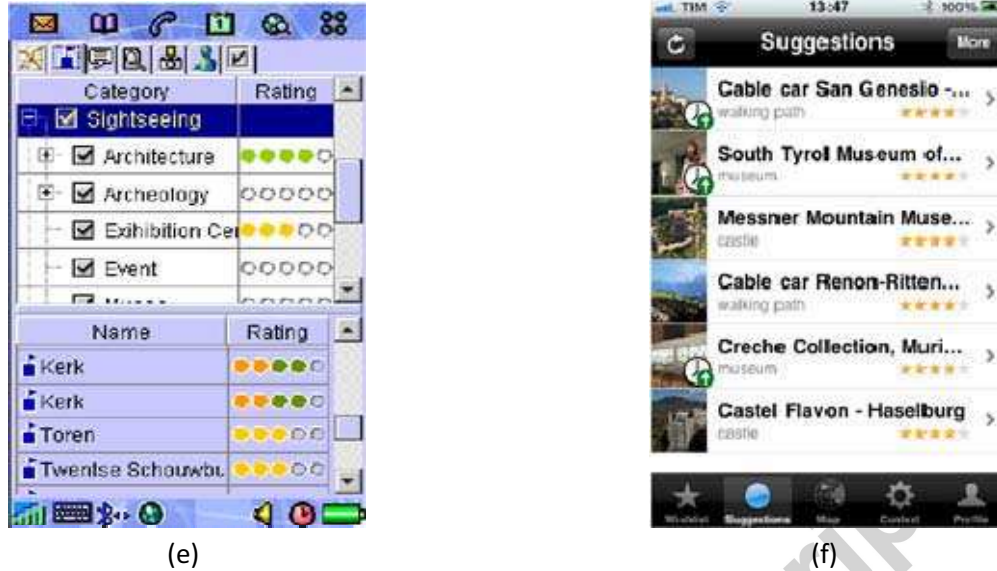 Category Rating
Sightseeing
Architecture
Archeology
Exihibition Cei
Event
Name Rating
Kerk
Kerk
Toren
Twentse Schouwbu
(e)
TIM 13:47 100%
Suggestions More
Cable car San Genesio -...
walking path
South Tyrol Museum of...
museum
Messner Mountain Muse...
castle
Cable car Renon-Ritten...
walking path
Creche Collection, Muri...
museum
Castel Flavon - Haselburg
castle
Wishlist Suggestions Map Context Profile
(f)